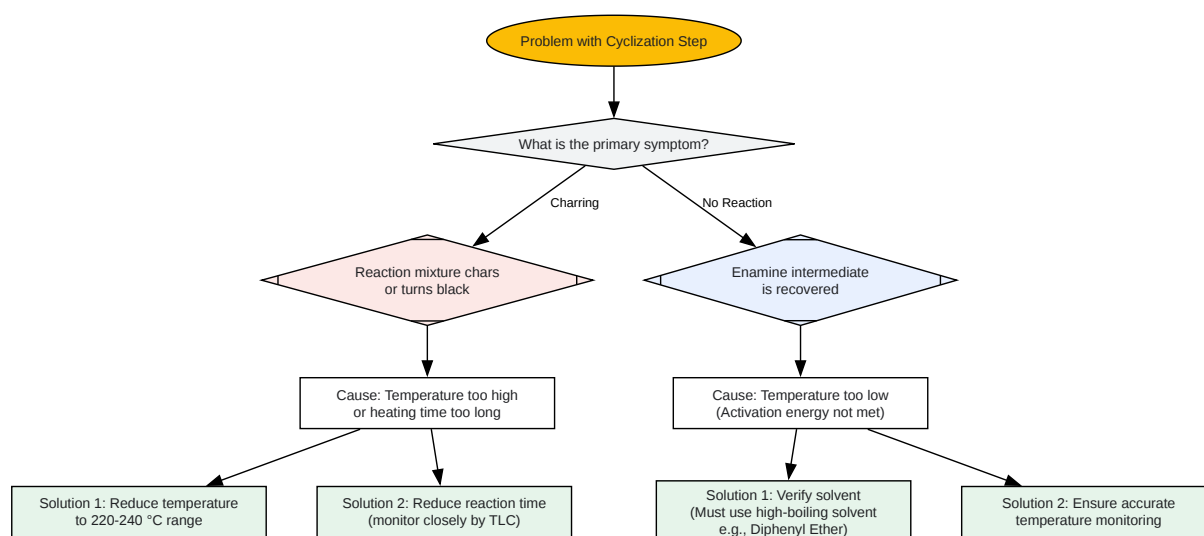 Problem with Cyclization Step
What is the primary symptom?
Charring
No Reaction
Reaction mixture chars
or turns black
Enamine intermediate
is recovered
Cause: Temperature too high
or heating time too long
Cause: Temperature too low
(Activation energy not met)
Solution 1: Reduce temperature
to 220-240 °C range
Solution 2: Reduce reaction time
(monitor closely by TLC)
Solution 1: Verify solvent
(Must use high-boiling solvent
e.g., Diphenyl Ether)
Solution 2: Ensure accurate
temperature monitoring